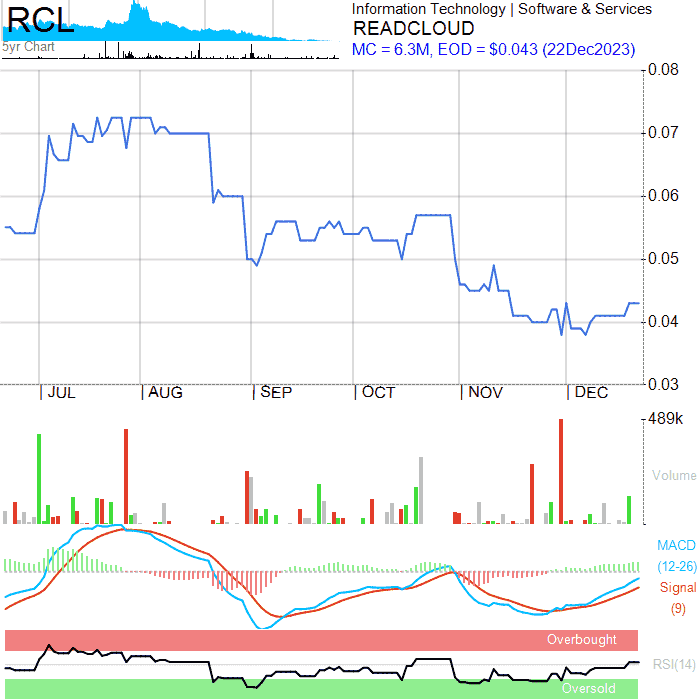 RCL
5yr Chart
Information Technology | Software & Services
READCLOUD
MC = 6.3M, EOD = $0.043 (22Dec2023)
0.08
0.07
0.06
0.05
0.04
0.03
JUL AUG SEP OCT NOV DEC
489k
Volume
MACD
(12-26)
Signal
(9)
Overbought
RSI(14)
Oversold